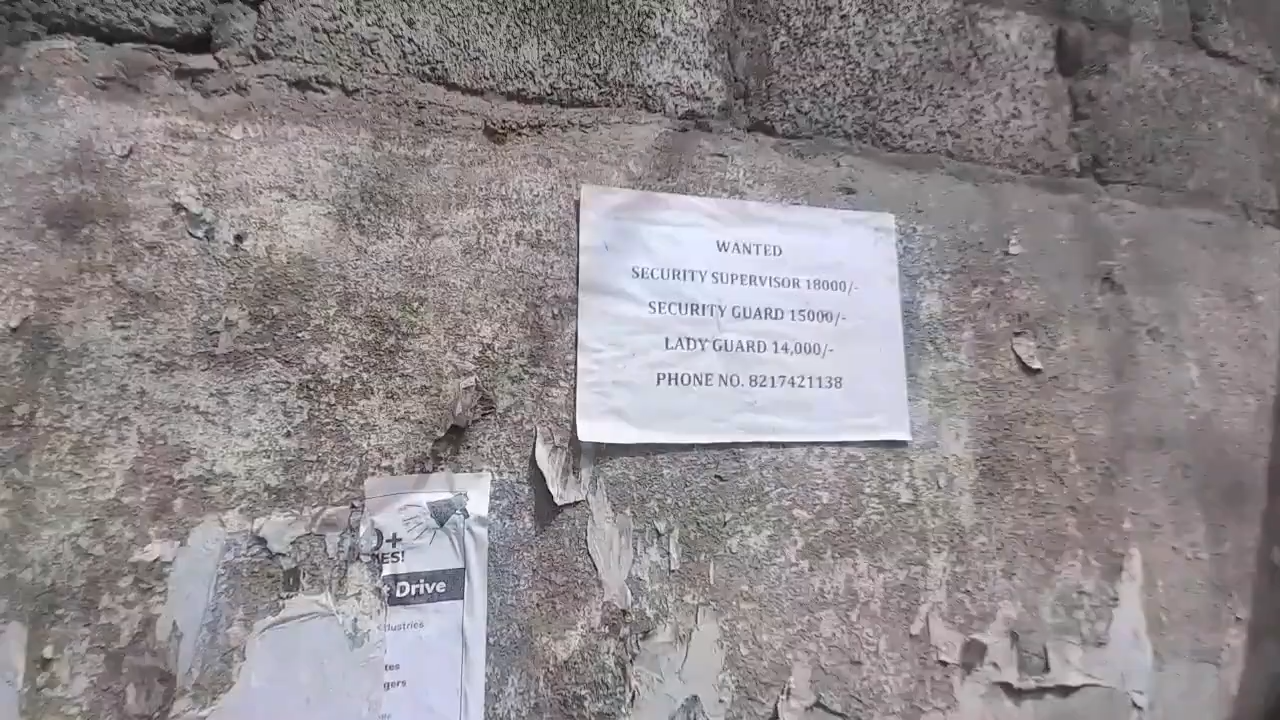 WANTED
SECURITY SUPERVISOR 18000/-
SECURITY GUARD 15000/-
LADY GUARD 14,000/-
PHONE NO. 8217421138
Drive